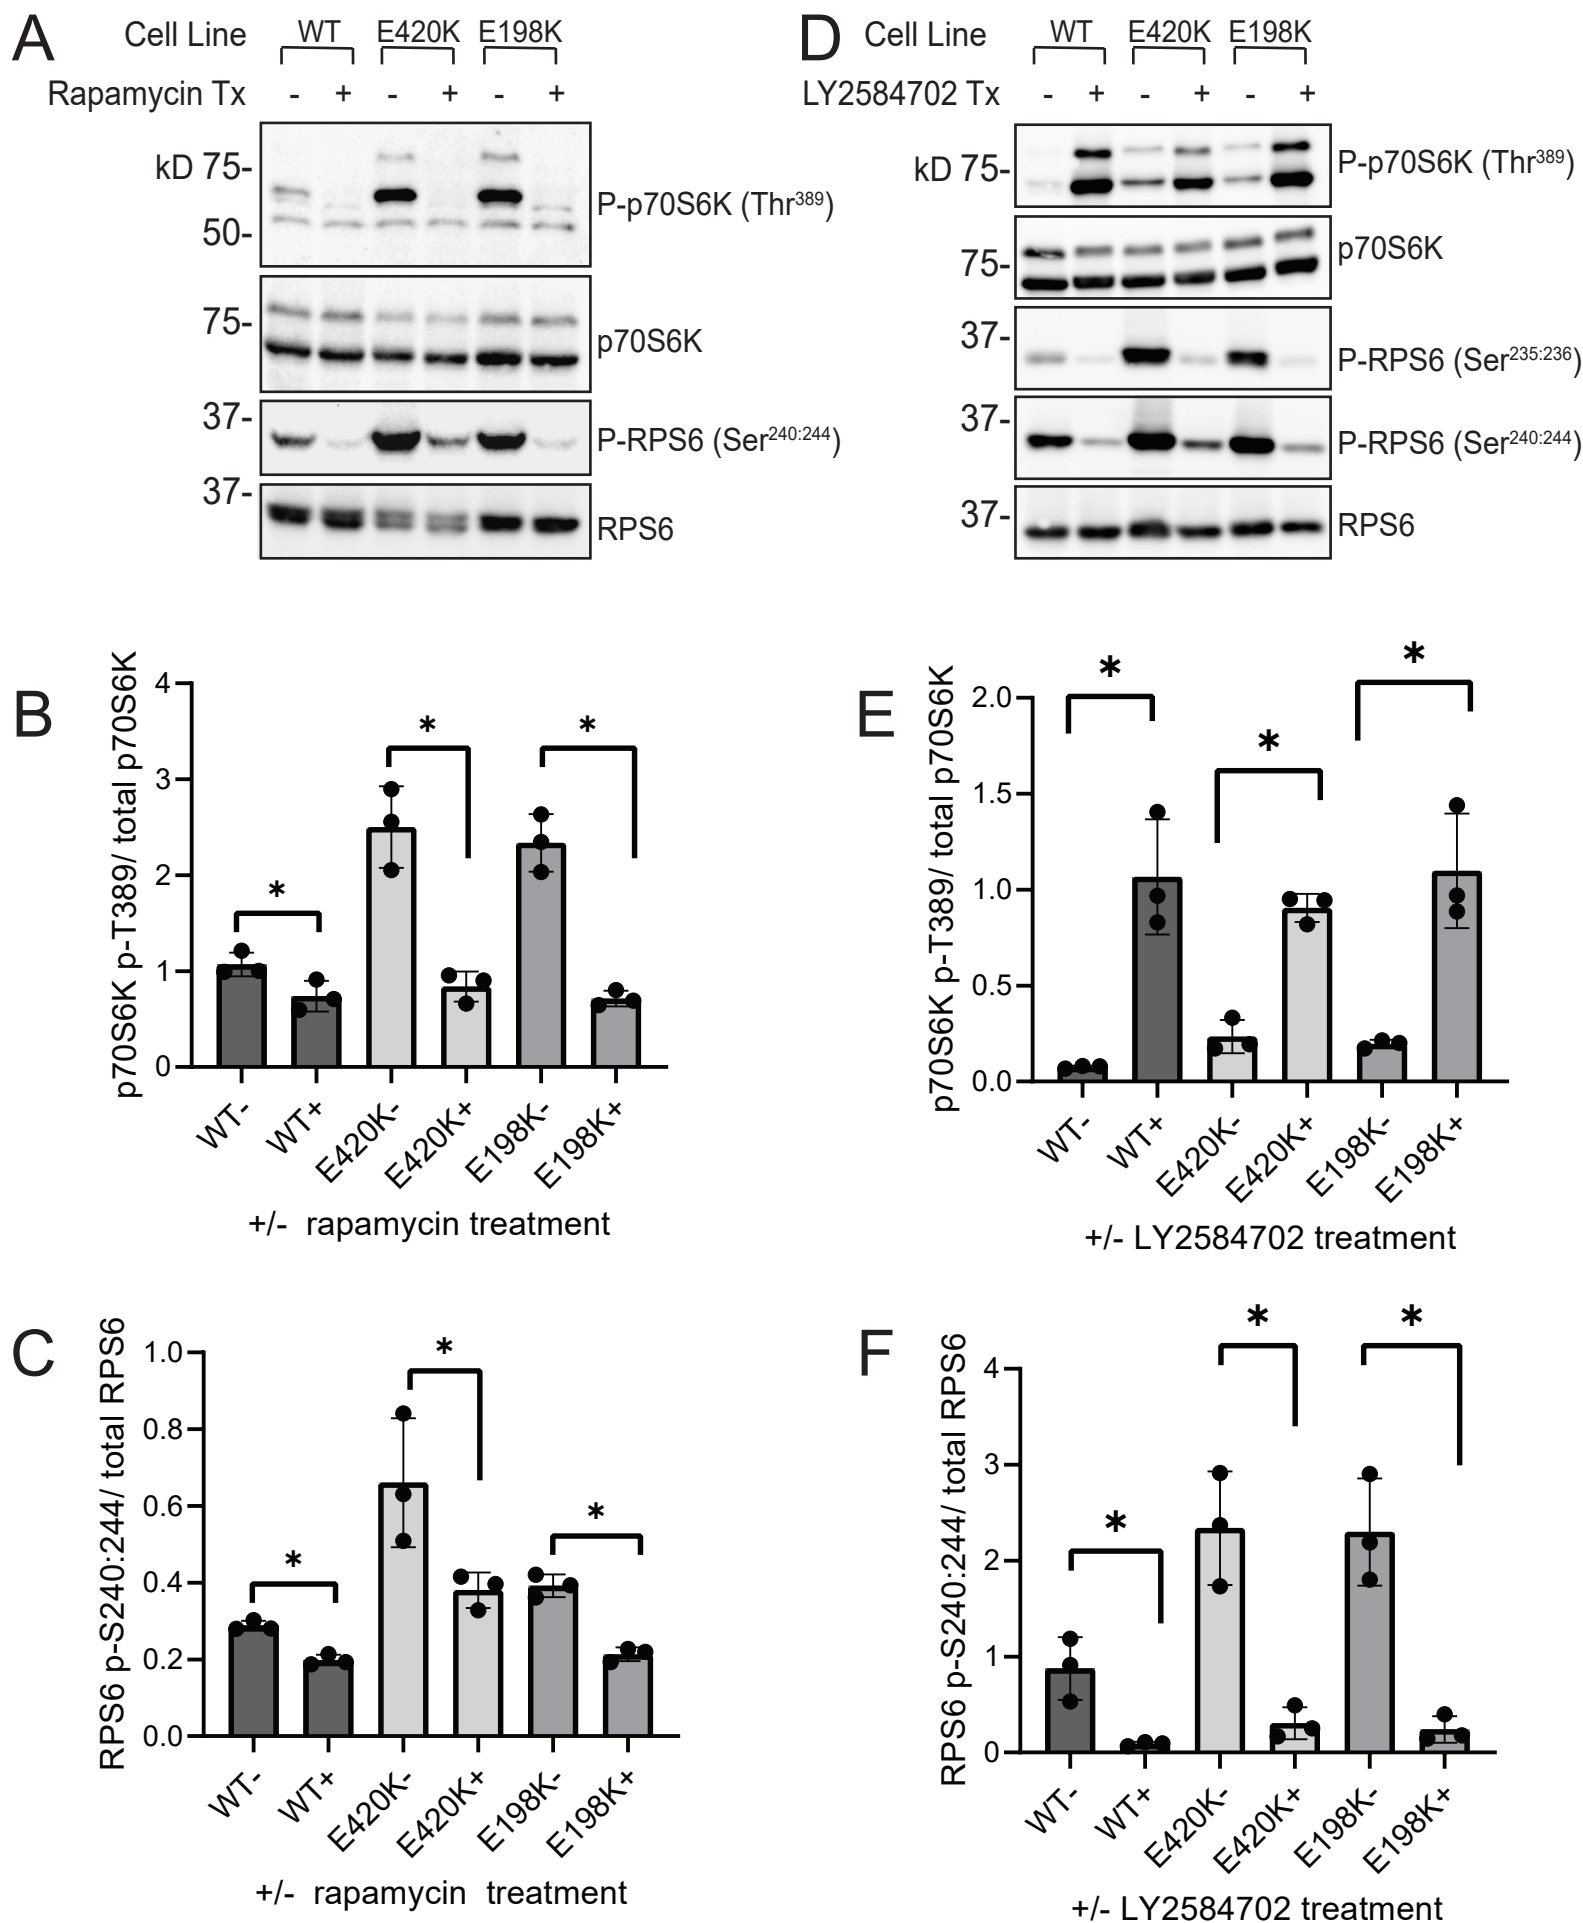 A
Cell Line WT E420K E198K
Rapamycin Tx - + - + - +
kD 75-
50-
P-p70S6K (Thr389)
75-
p70S6K
37-
P-RPS6 (Ser240:244)
37-
RPS6
D
Cell Line WT E420K E198K
LY2584702 Tx - + - + - +
kD 75-
P-p70S6K (Thr389)
75-
p70S6K
37-
P-RPS6 (Ser235:236)
37-
P-RPS6 (Ser240:244)
37-
RPS6
B
p70S6K p-T389/ total p70S6K
4
3
2
1
0
*
*
*
WT- WT+ E420K- E420K+ E198K- E198K+
+/- rapamycin treatment
E
p70S6K p-T389/ total p70S6K
2.0
1.5
1.0
0.5
0.0
*
*
*
WT- WT+ E420K- E420K+ E198K- E198K+
+/- LY2584702 treatment
C
RPS6 p-S240:244/ total RPS6
1.0
0.8
0.6
0.4
0.2
0.0
*
*
*
WT- WT+ E420K- E420K+ E198K- E198K+
+/- rapamycin treatment
F
RPS6 p-S240:244/ total RPS6
4
3
2
1
0
*
*
*
WT- WT+ E420K- E420K+ E198K- E198K+
+/- LY2584702 treatment